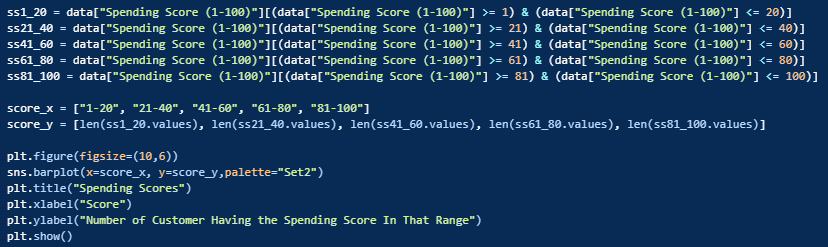 ss1_20 = data["Spending Score (1-100)"][(data["Spending Score (1-100)"] >= 1) & (data["Spending Score (1-100)"] <= 20)]
ss21_40 = data["Spending Score (1-100)"][(data["Spending Score (1-100)"] >= 21) & (data["Spending Score (1-100)"] <= 40)]
ss41_60 = data["Spending Score (1-100)"][(data["Spending Score (1-100)"] >= 41) & (data["Spending Score (1-100)"] <= 60)]
ss61_80 = data["Spending Score (1-100)"][(data["Spending Score (1-100)"] >= 61) & (data["Spending Score (1-100)"] <= 80)]
ss81_100 = data["Spending Score (1-100)"][(data["Spending Score (1-100)"] >= 81) & (data["Spending Score (1-100)"] <= 100)]
score_x = ["1-20", "21-40", "41-60", "61-80", "81-100"]
score_y = [len(ss1_20.values), len(ss21_40.values), len(ss41_60.values), len(ss61_80.values), len(ss81_100.values)]
plt.figure(figsize=(10,6))
sns.barplot(x=score_x, y=score_y,palette="Set2")
plt.title("Spending Scores")
plt.xlabel("Score")
plt.ylabel("Number of Customer Having the Spending Score In That Range")
plt.show()